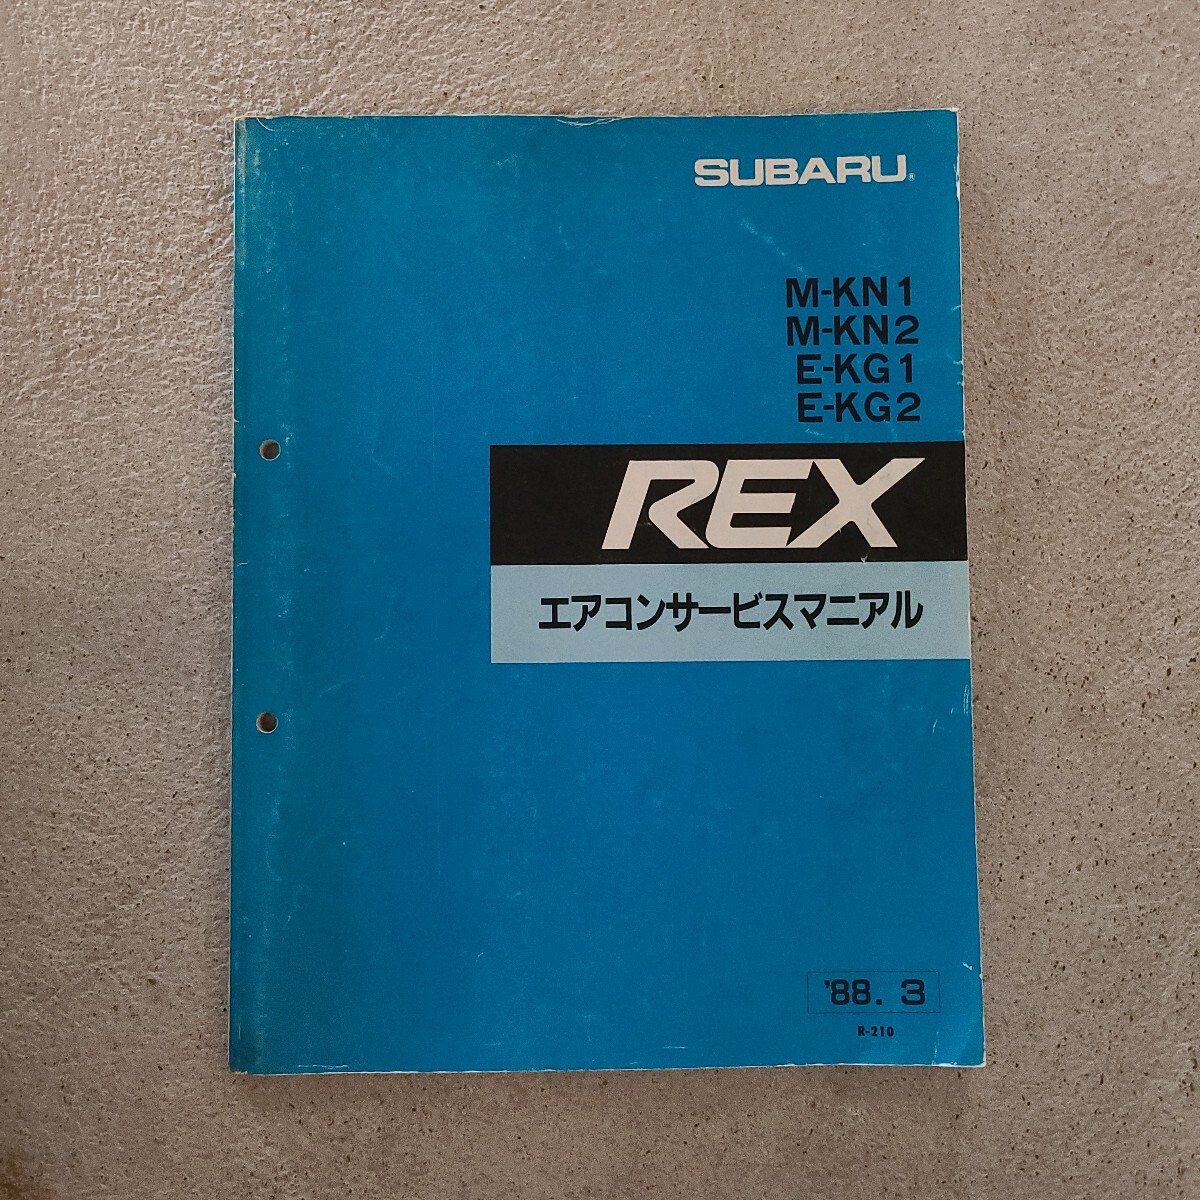 SUBARU®
M-KN1
M-KN2
E-KG1
E-KG2
REX
エアコンサービスマニアル
'88. 3
R-210